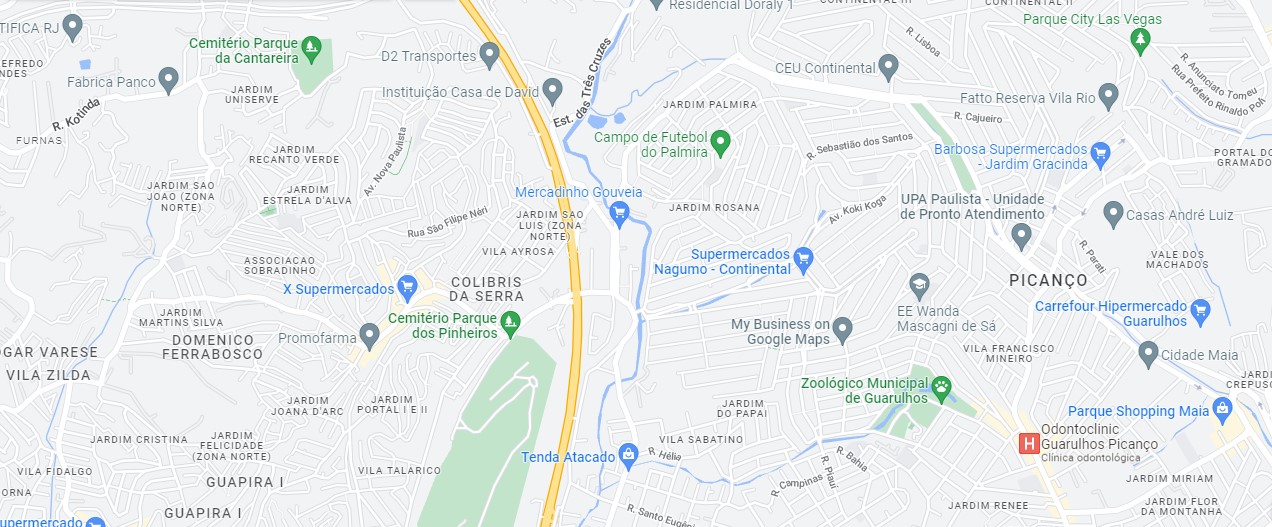 Residencial Doraly 1
CONTINENTAL III
CONTINENTAL II
TIFICA RJ
Cemitério Parque
da Cantareira
D2 Transportes
R. Lisboa
Parque City Las Vegas
Est. das Três Cruzes
CEU Continental
R. Anunciato Tomeu
Rua Prefeito Rinaldo Poli
Fabrica Panco
JARDIM
UNISERVE
Instituição Casa de David
JARDIM PALMIRA
Fatto Reserva Vila Rio
R. Kotinda
FURNAS
R. Cajueiro
Campo de Futebol
do Palmira
R. Sebastião dos Santos
Barbosa Supermercados
- Jardim Gracinda
PORTAL DO
GRAMADO
JARDIM
RECANTO VERDE
Av. Nova Paulista
JARDIM SAO
JOAO (ZONA
NORTE)
JARDIM
ESTRELA D'ALVA
Mercadinho Gouveia
JARDIM ROSANA
Av. Koki Koga
UPA Paulista - Unidade
de Pronto Atendimento
Casas André Luiz
Rua São Filipe Néri
JARDIM SAO
LUIS (ZONA
NORTE)
VILA AYROSA
R. Parati
VALE DOS
MACHADOS
ASSOCIACAO
SOBRADINHO
Supermercados
Nagumo - Continental
PICANÇO
X Supermercados
COLIBRIS
DA SERRA
EE Wanda
Mascagni de Sá
Carrefour Hipermercado
Guarulhos
JARDIM
MARTINS SILVA
Cemitério Parque
dos Pinheiros
My Business on
Google Maps
Promofarma
DOMENICO
FERRABOSCO
VILA FRANCISCO
MINEIRO
Cidade Maia
OGAR VARESE
VILA ZILDA
Zoológico Municipal
de Guarulhos
JARDIM
JOANA D'ARC
JARDIM
PORTAL I E II
JARDIM
DO PAPAI
Parque Shopping Maia
JARDIM CRISTINA
JARDIM
FELICIDADE
(ZONA NORTE)
VILA SABATINO
Odontoclinic
Guarulhos Picanço
Clínica odontológica
Tenda Atacado
R. Hélia
R. Bahia
VILA FIDALGO
VILA TALARICO
R. Campinas
R. Piauí
JARDIM MIRIAM
GUAPIRA I
JARDIM RENEE
JARDIM FLOR
DA MONTANHA
GUAPIRA I
R. Santo Eugê
upermercado